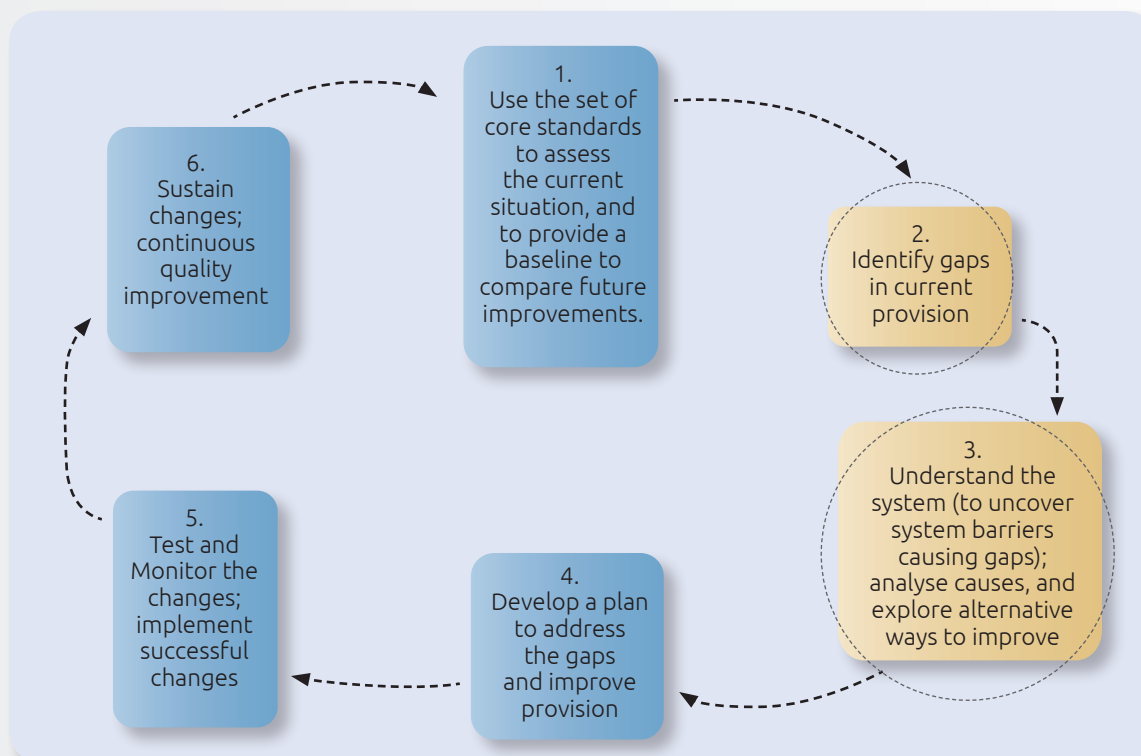 1.
Use the set of
core standards
to assess
the current
situation, and
to provide a
baseline to
compare future
improvements.
2.
Identify gaps
in current
provision
3.
Understand the
system (to uncover
system barriers
causing gaps);
analyse causes, and
explore alternative
ways to improve
4.
Develop a plan
to address
the gaps
and improve
provision
5.
Test and
Monitor the
changes;
implement
successful
changes
6.
Sustain
changes;
continuous
quality
improvement